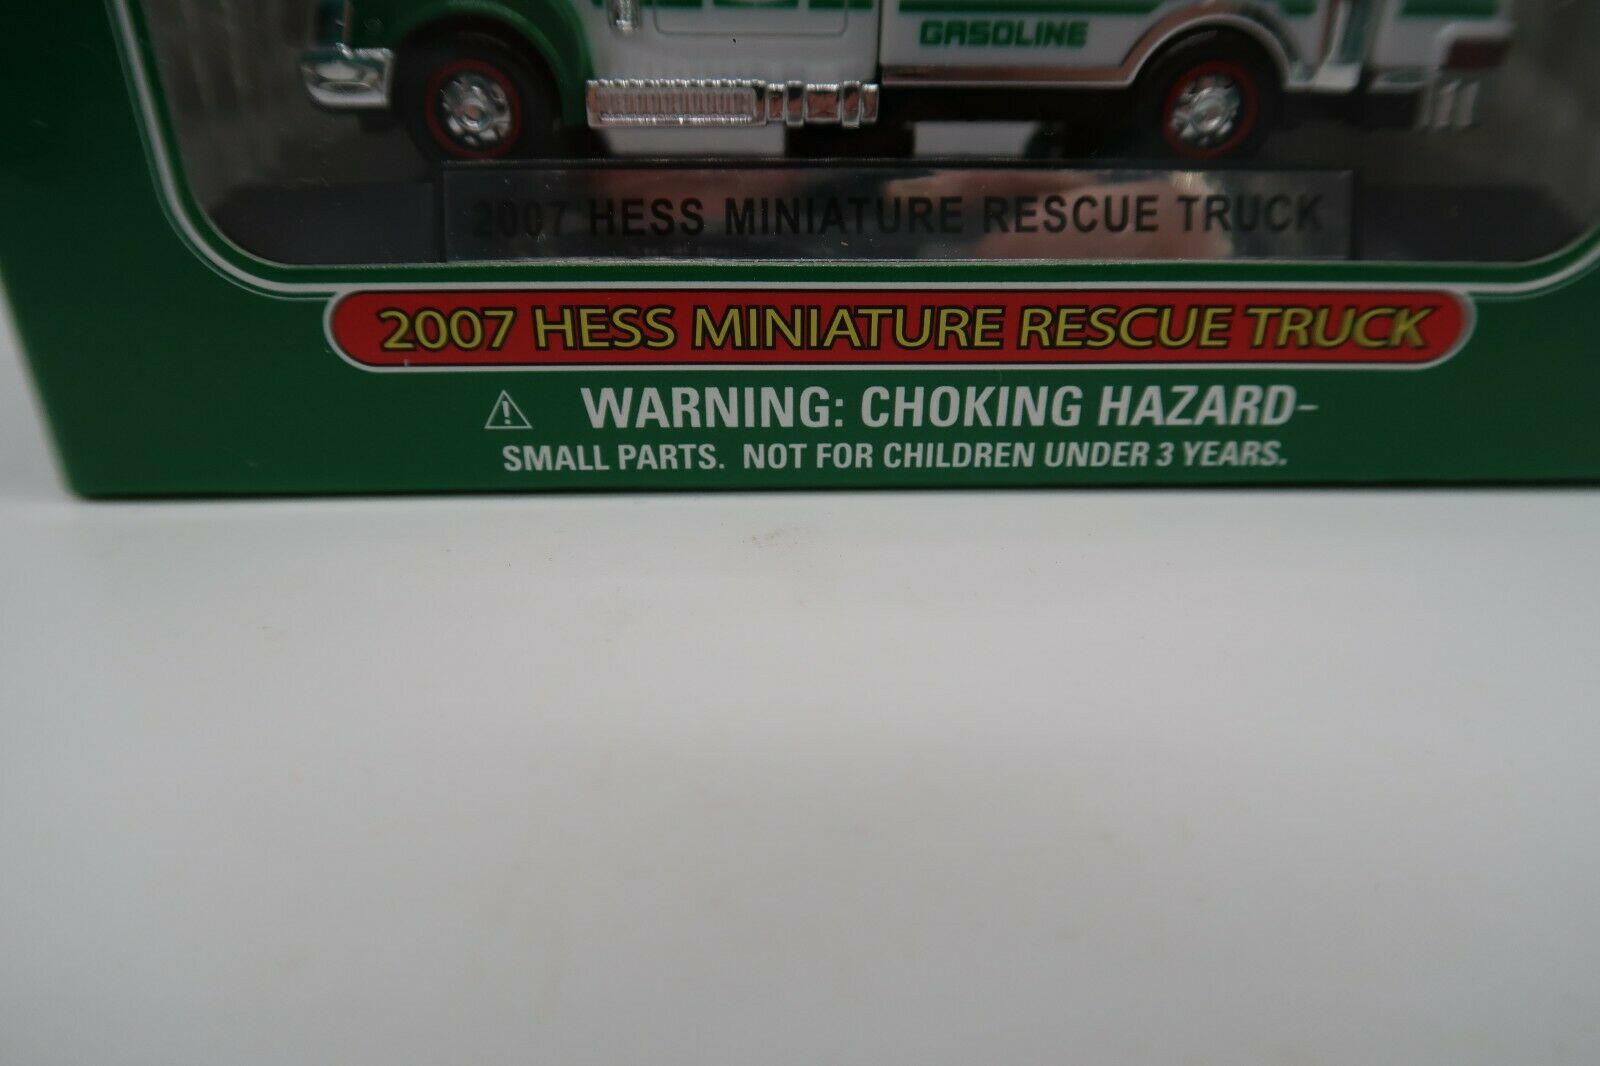 GASOLINE
2007 HESS MINIATURE RESCUE TRUCK
2007 HESS MINIATURE RESCUE TRUCK
WARNING: CHOKING HAZARD-
SMALL PARTS. NOT FOR CHILDREN UNDER 3 YEARS.